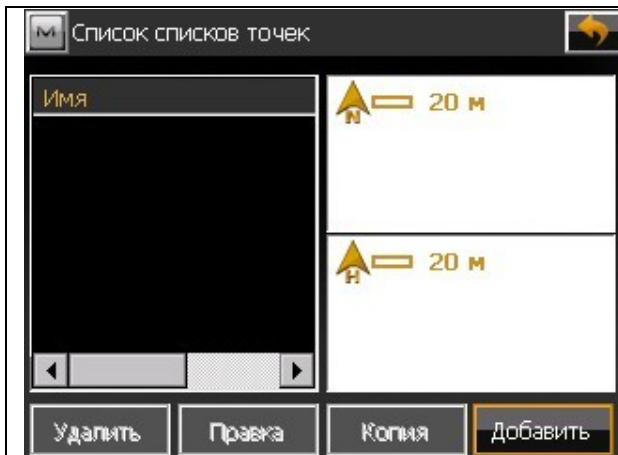 M Список списков точек
Имя
N 20 м
H 20 м
Удалить Правка Копия Добавить